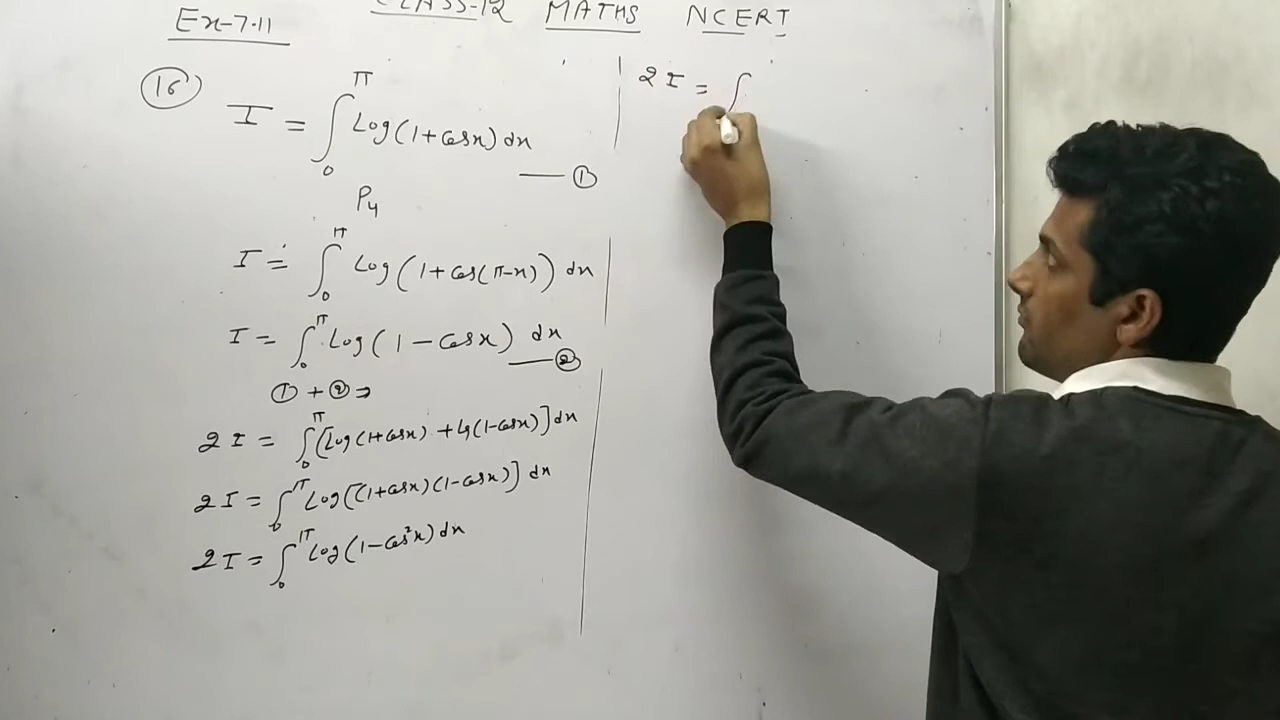 CLASS-12 MATHS NCERT
Ex-7.11
16) I = ∫₀^π Log(1+cosx)dx —— ①
P4
I = ∫₀^π Log(1+cos(π-x)) dx
I = ∫₀^π Log(1-cosx) dx —— ②
① + ② ⇒
2I = ∫₀^π [Log(1+cosx) + Log(1-cosx)]dx
2I = ∫₀^π Log[(1+cosx)(1-cosx)] dx
2I = ∫₀^π Log(1-cos²x)dx
2I = ∫